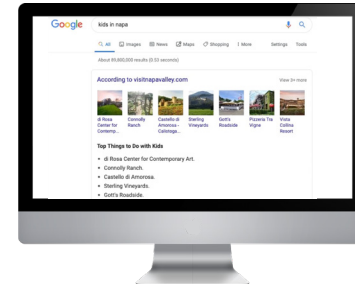 Google
kids in napa
All Images News Maps Shopping More Settings Tools
About 89,800,000 results (0.53 seconds)
According to visitnapavalley.com View 3+ more
di Rosa Center for Contemp...
Connolly Ranch
Castello di Amorosa - Calistoga...
Sterling Vineyards
Gott's Roadside
Pizzeria Tra Vigne
Vista Collina Resort
Top Things to Do with Kids
• di Rosa Center for Contemporary Art.
• Connolly Ranch.
• Castello di Amorosa.
• Sterling Vineyards.
• Gott's Roadside.